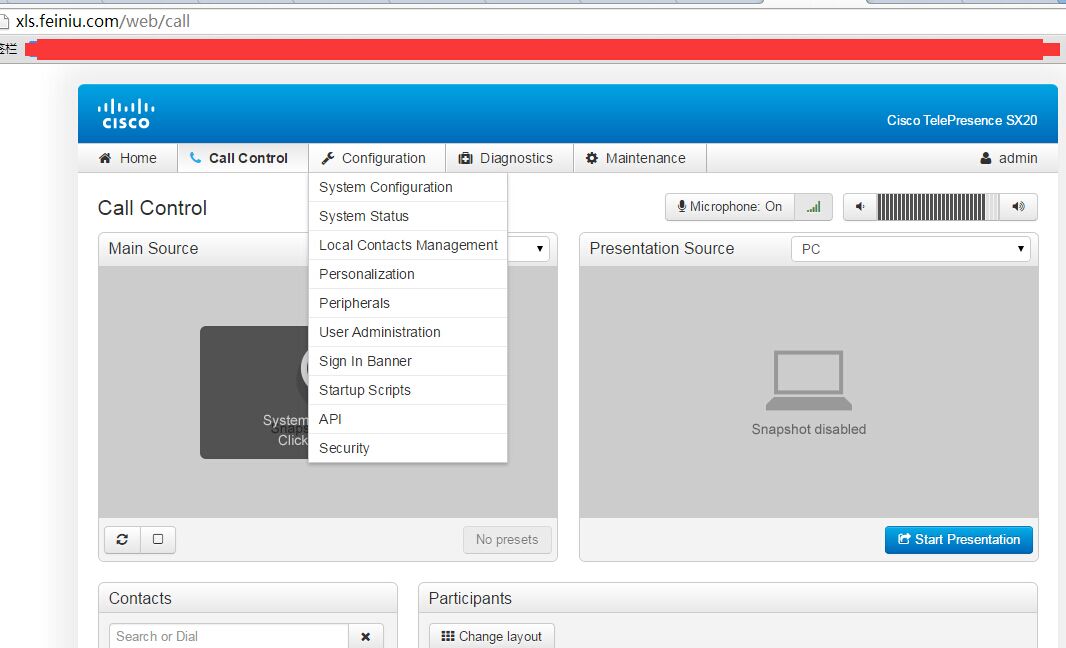 xls.feiniu.com/web/call
签栏
CISCO
Cisco TelePresence SX20
Home
Call Control
Configuration
Diagnostics
Maintenance
admin
System Configuration
System Status
Local Contacts Management
Personalization
Peripherals
User Administration
Sign In Banner
Startup Scripts
API
Security
Call Control
Microphone: On
Main Source
Presentation Source
PC
System
Click
Snapshot disabled
No presets
Start Presentation
Contacts
Participants
Search or Dial
Change layout